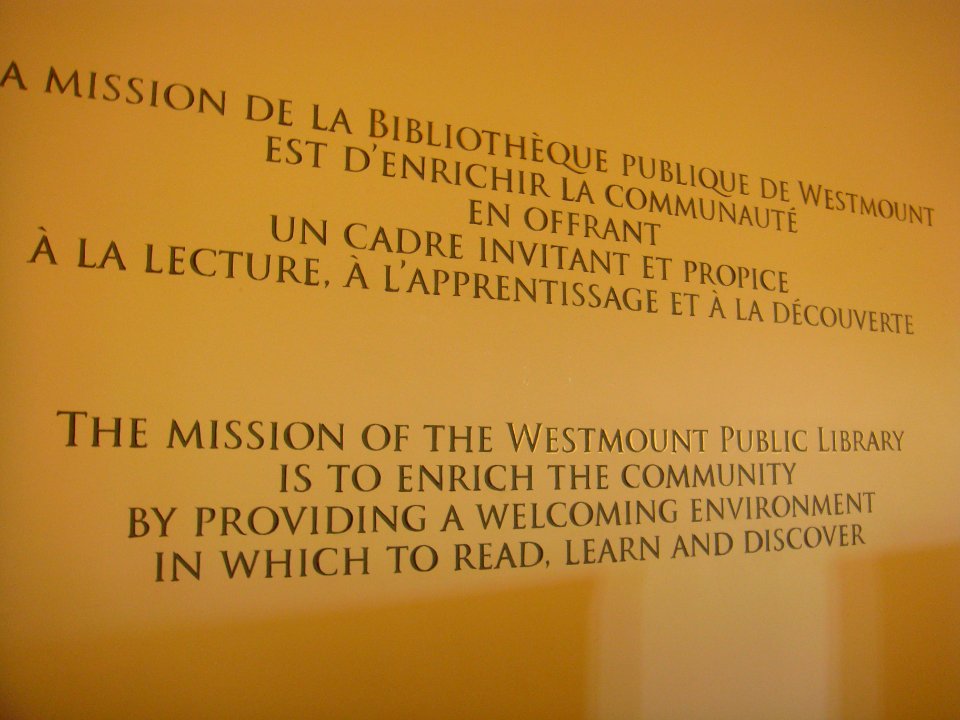 A MISSION DE LA BIBLIOTHÈQUE PUBLIQUE DE WESTMOUNT
EST D'ENRICHIR LA COMMUNAUTÉ
EN OFFRANT
UN CADRE INVITANT ET PROPICE
À LA LECTURE, À L'APPRENTISSAGE ET À LA DÉCOUVERTE
THE MISSION OF THE WESTMOUNT PUBLIC LIBRARY
IS TO ENRICH THE COMMUNITY
BY PROVIDING A WELCOMING ENVIRONMENT
IN WHICH TO READ, LEARN AND DISCOVER